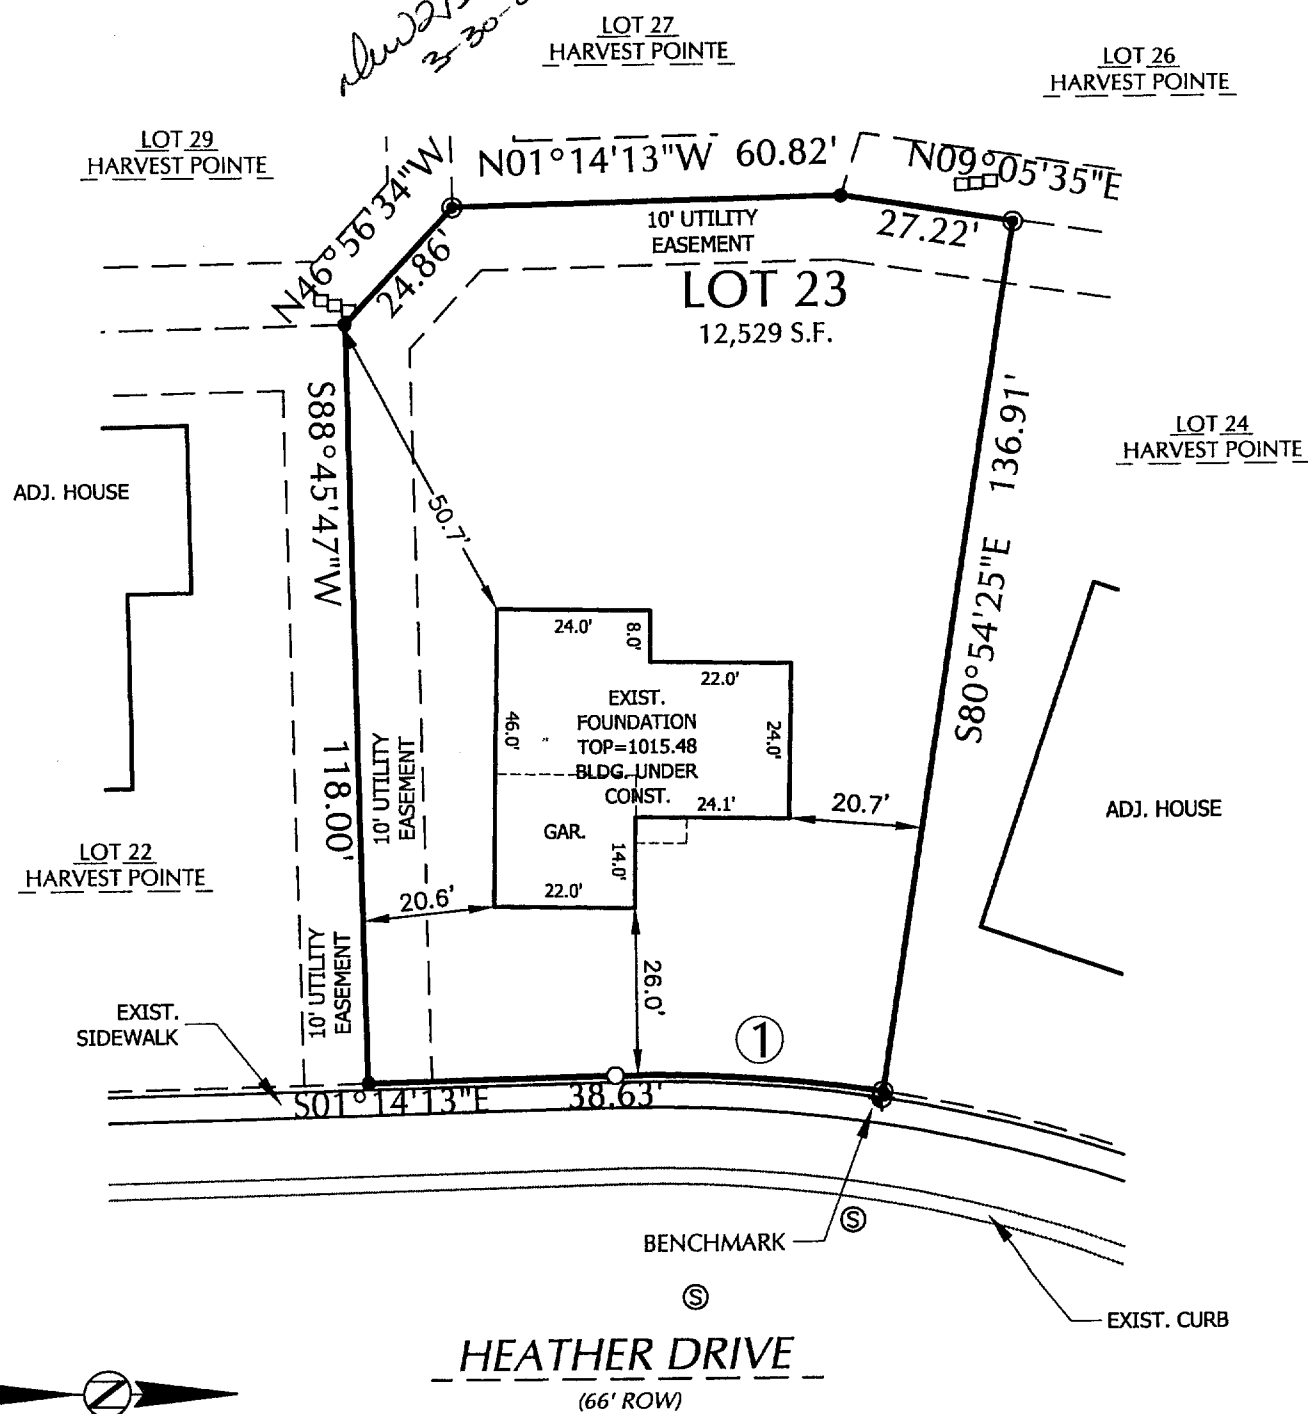 LOT 27
HARVEST POINTE
LOT 26
HARVEST POINTE
LOT 29
HARVEST POINTE
N46°56'34"W
24.86'
N01°14'13"W 60.82'
N09°05'35"E
27.22'
10' UTILITY
EASEMENT
LOT 23
12,529 S.F.
S88°45'47"W
118.00'
S80°54'25"E 136.91'
LOT 24
HARVEST POINTE
ADJ. HOUSE
50.7'
24.0'
8.0'
22.0'
46.0'
24.0'
EXIST.
FOUNDATION
TOP=1015.48
BLDG. UNDER
CONST.
24.1'
20.7'
GAR.
14.0'
22.0'
10' UTILITY
EASEMENT
ADJ. HOUSE
LOT 22
HARVEST POINTE
20.6'
26.0'
10' UTILITY
EASEMENT
EXIST.
SIDEWALK
1
S01°14'13"E 38.63'
BENCHMARK
S
S
EXIST. CURB
HEATHER DRIVE
(66' ROW)
Z